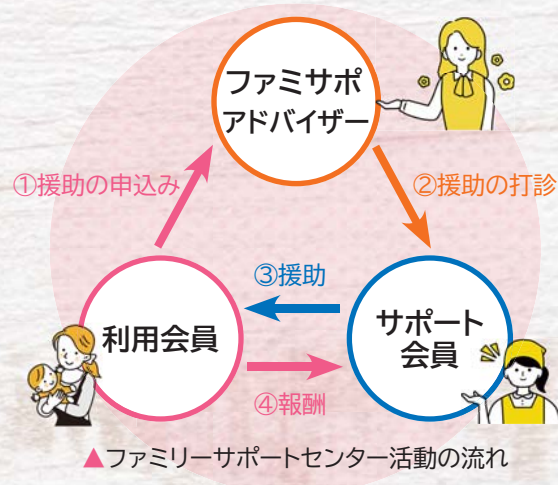 ファミサポ
アドバイザー
①援助の申込み
②援助の打診
③援助
利用会員
サポート
会員
④報酬
▲ファミリーサポートセンター活動の流れ